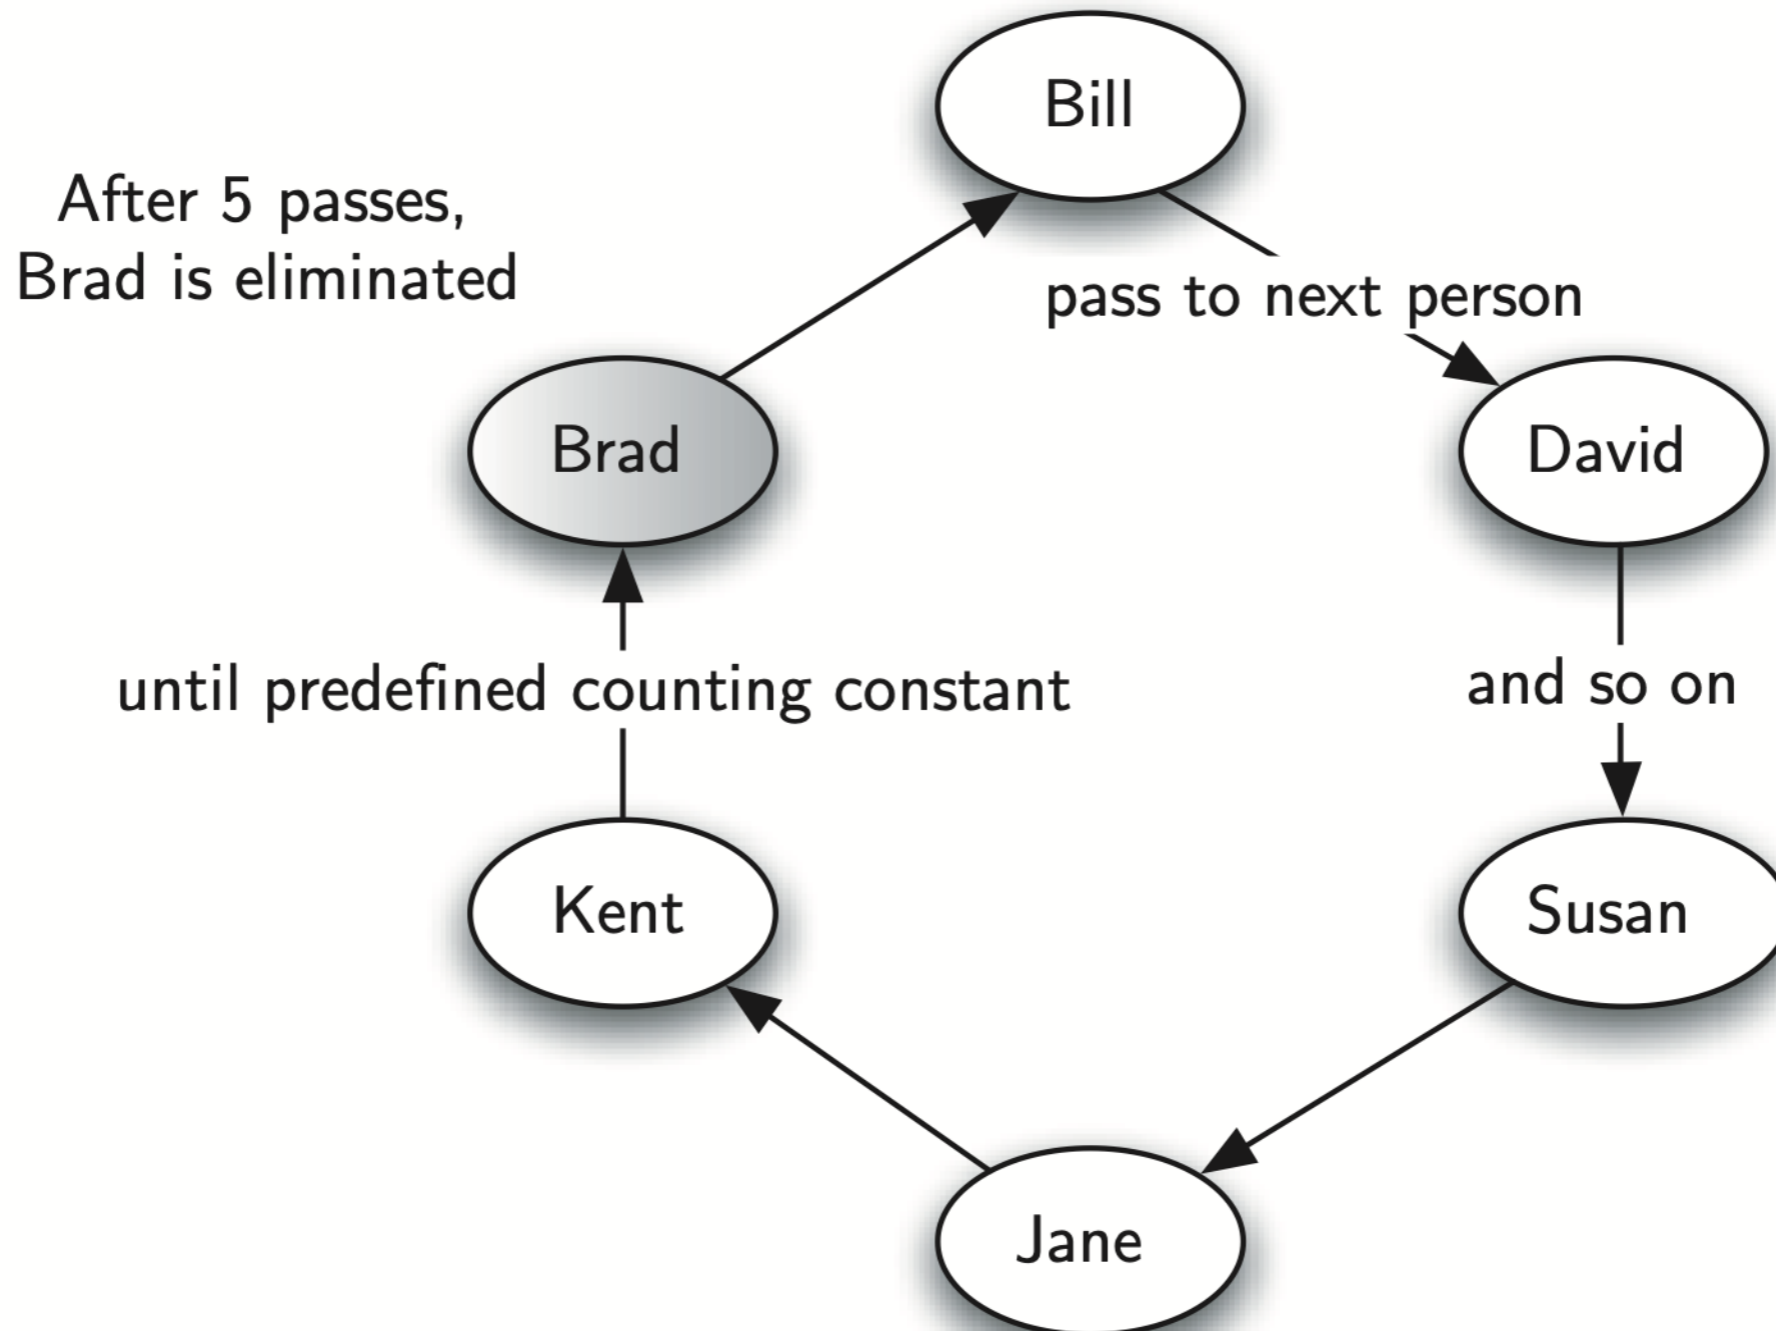 Bill
After 5 passes,
Brad is eliminated
pass to next person
Brad
David
until predefined counting constant
and so on
Kent
Susan
Jane